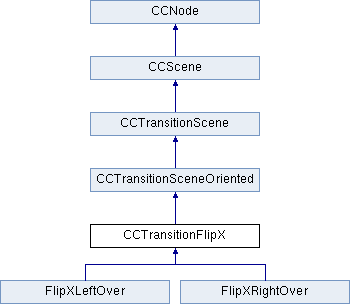 CCNode
CCScene
CCTransitionScene
CCTransitionSceneOriented
CCTransitionFlipX
FlipXLeftOver
FlipXRightOver